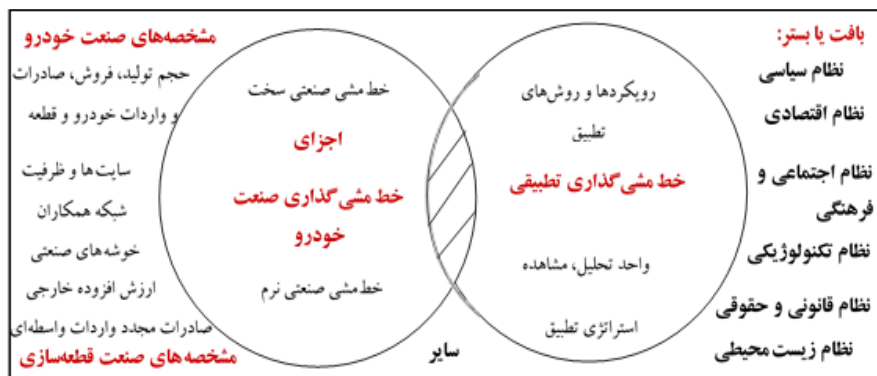 بافت یا بستر:
نظام سیاسی
نظام اقتصادی
نظام اجتماعی و
فرهنگی
نظام تکنولوژیکی
نظام قانونی و حقوقی
نظام زیست محیطی
رویکردها و روش‌های
تطبیق
خط مشی‌گذاری تطبیقی
واحد تحلیل، مشاهده
استراتژی تطبیق
سایر
خط مشی صنعتی سخت
اجزای
خط مشی‌گذاری صنعت
خودرو
خط مشی صنعتی نرم
مشخصه‌های صنعت خودرو
حجم تولید، فروش، صادرات
و واردات خودرو و قطعه
سایت‌ها و ظرفیت
شبکه همکاران
خوشه‌های صنعتی
ارزش افزوده خارجی
صادرات مجدد واردات واسطه‌ای
مشخصه‌های صنعت قطعه‌سازی